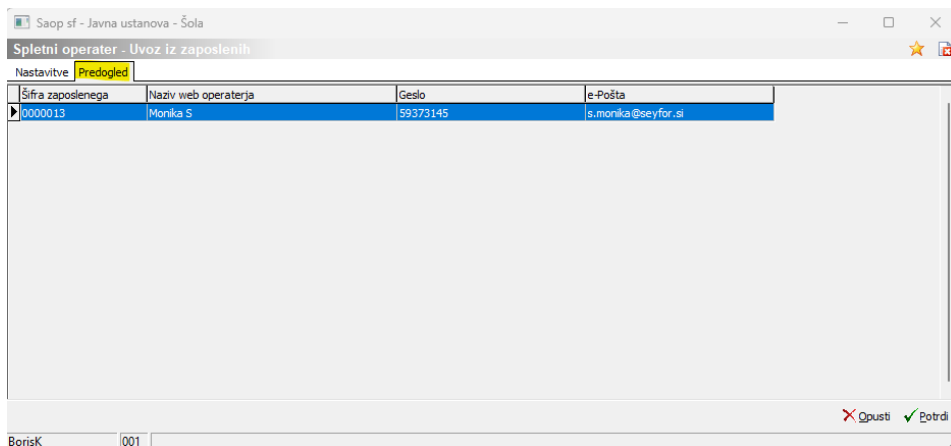 Saop sf - Javna ustanova - Šola
Spletni operater - Uvoz iz zaposlenih
Nastavitve Predogled
Šifra zaposlenega Naziv web operaterja Geslo e-Pošta
0000013 Monika S 59373145 s.monika@seyfor.si
Opusti Potrdi
BorisK 001